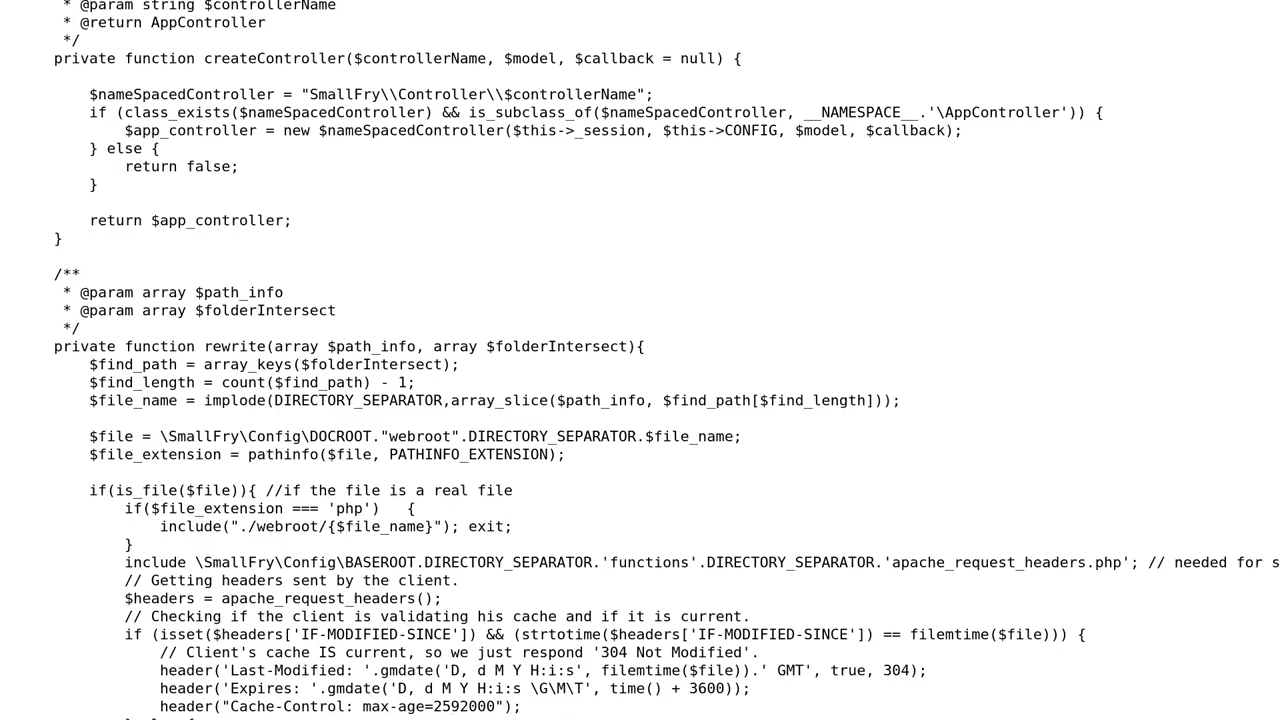 * @param string $controllerName
* @return AppController
*/
private function createController($controllerName, $model, $callback = null) {
$nameSpacedController = "SmallFry\\Controller\\$controllerName";
if (class_exists($nameSpacedController) && is_subclass_of($nameSpacedController, __NAMESPACE__.'\AppController')) {
$app_controller = new $nameSpacedController($this->_session, $this->CONFIG, $model, $callback);
} else {
return false;
}
return $app_controller;
}
/**
* @param array $path_info
* @param array $folderIntersect
*/
private function rewrite(array $path_info, array $folderIntersect){
$find_path = array_keys($folderIntersect);
$find_length = count($find_path) - 1;
$file_name = implode(DIRECTORY_SEPARATOR,array_slice($path_info, $find_path[$find_length]));
$file = \SmallFry\Config\DOCROOT."webroot".DIRECTORY_SEPARATOR.$file_name;
$file_extension = pathinfo($file, PATHINFO_EXTENSION);
if(is_file($file)){ //if the file is a real file
if($file_extension === 'php')   {
include("./webroot/{$file_name}"); exit;
}
include \SmallFry\Config\BASEROOT.DIRECTORY_SEPARATOR.'functions'.DIRECTORY_SEPARATOR.'apache_request_headers.php'; // needed for s
// Getting headers sent by the client.
$headers = apache_request_headers();
// Checking if the client is validating his cache and if it is current.
if (isset($headers['IF-MODIFIED-SINCE']) && (strtotime($headers['IF-MODIFIED-SINCE']) == filemtime($file))) {
// Client's cache IS current, so we just respond '304 Not Modified'.
header('Last-Modified: '.gmdate('D, d M Y H:i:s', filemtime($file)).' GMT', true, 304);
header('Expires: '.gmdate('D, d M Y H:i:s \G\M\T', time() + 3600));
header("Cache-Control: max-age=2592000");